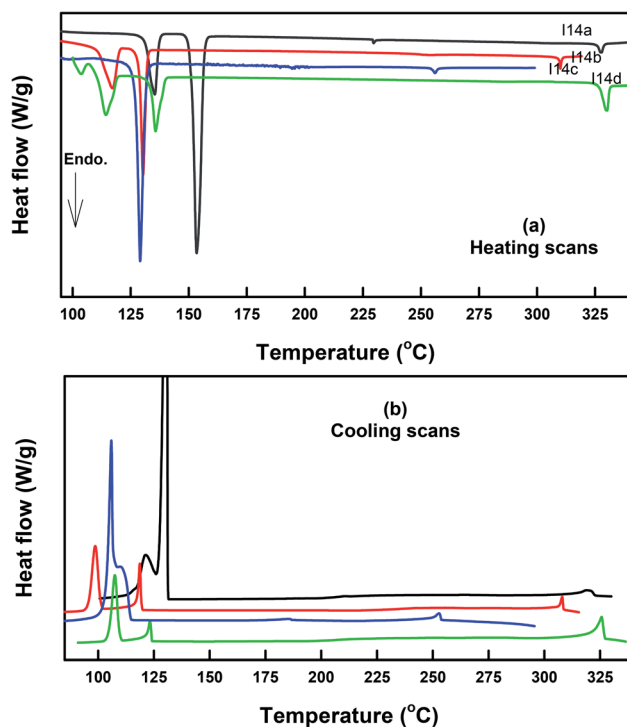 I14a
I14b
I14c
I14d
Heat flow (W/g)
Endo.
(a)
Heating scans
100 125 150 175 200 225 250 275 300 325
Temperature (°C)
(b)
Cooling scans
Heat flow (W/g)
100 125 150 175 200 225 250 275 300 325
Temperature (°C)